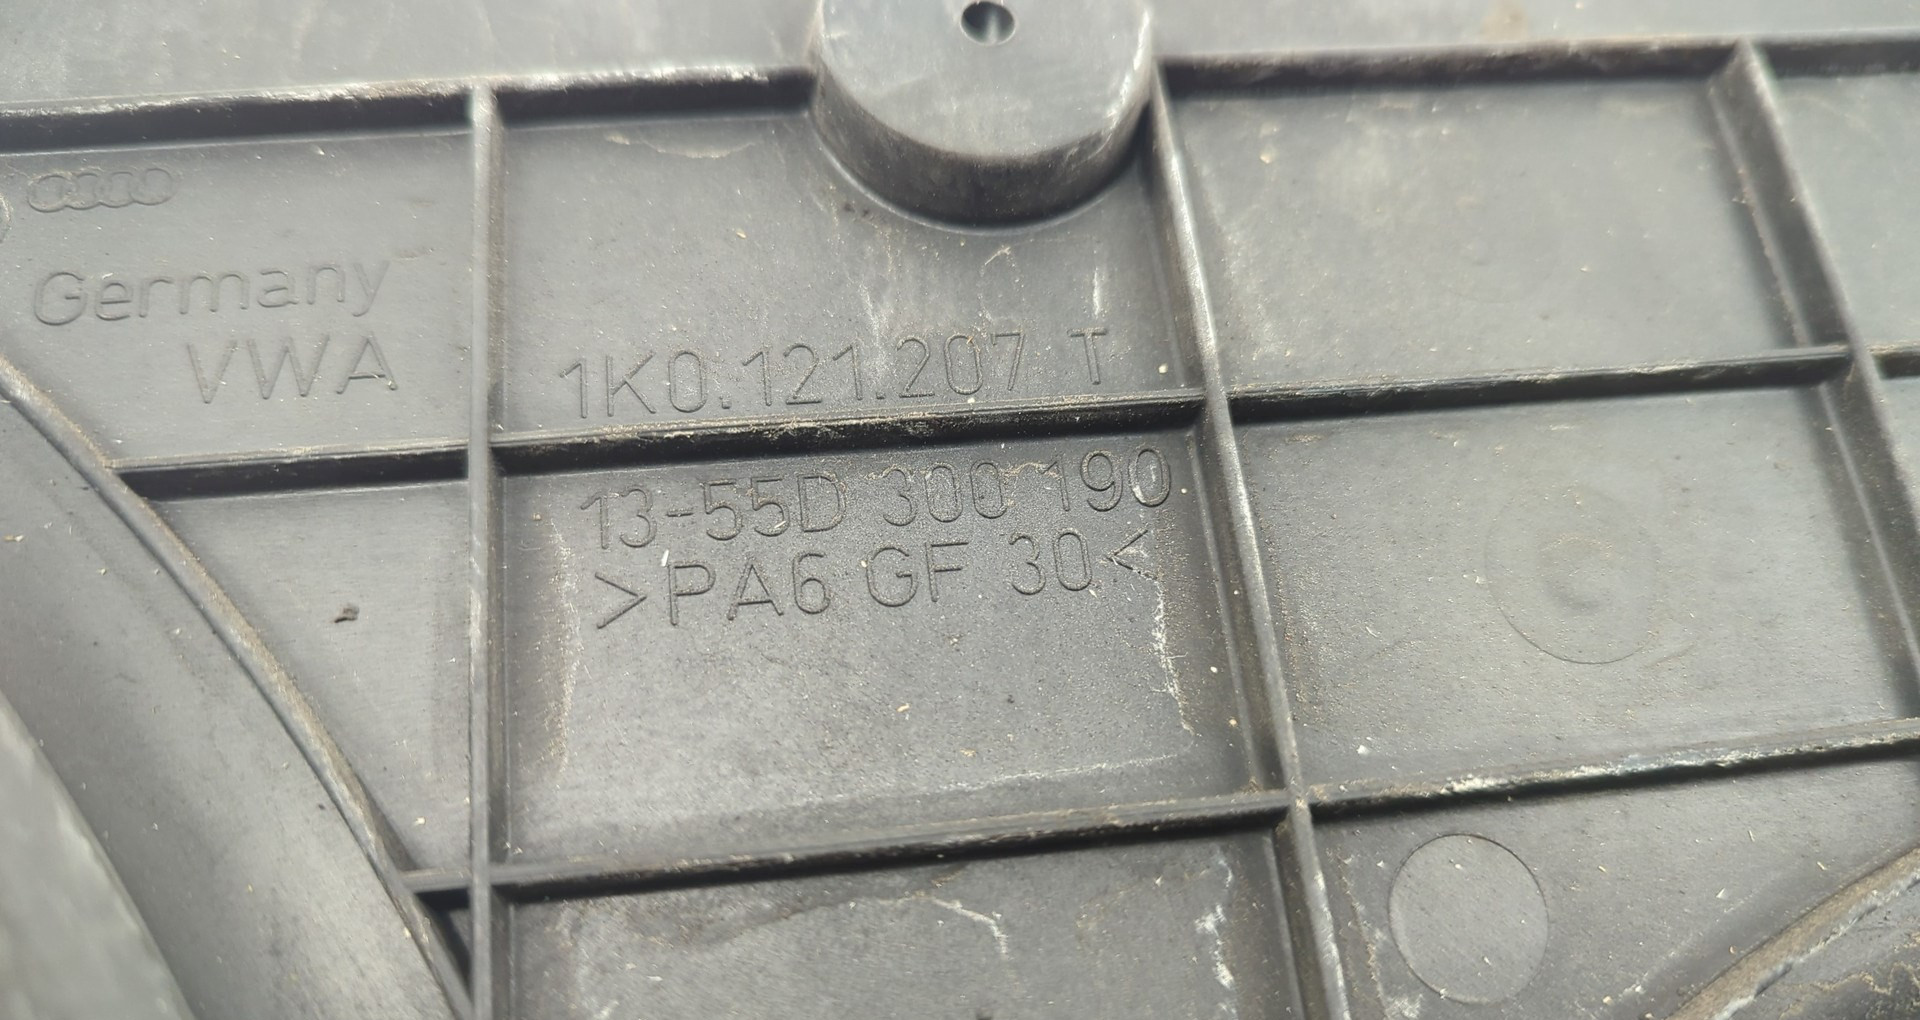 Germany
VWA
1K0.121.207 T
13-55D 300 190
>PA6 GF 30<